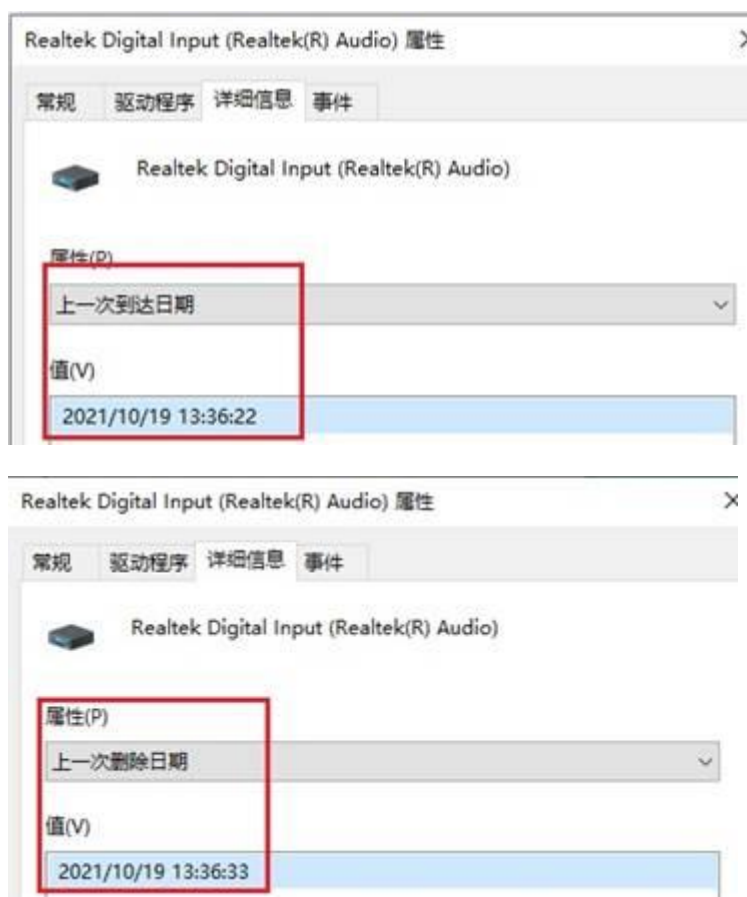 Realtek Digital Input (Realtek(R) Audio) 属性
常规 驱动程序 详细信息 事件
Realtek Digital Input (Realtek(R) Audio)
属性(P)
上一次到达日期
值(V)
2021/10/19 13:36:22
Realtek Digital Input (Realtek(R) Audio) 属性
常规 驱动程序 详细信息 事件
Realtek Digital Input (Realtek(R) Audio)
属性(P)
上一次删除日期
值(V)
2021/10/19 13:36:33